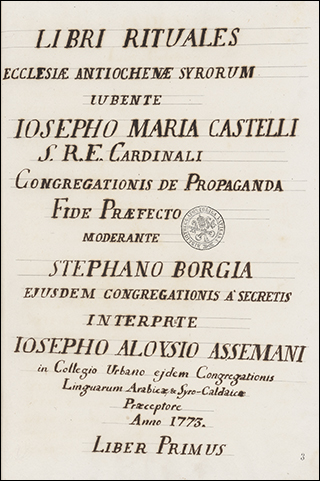 LIBRI RITUALES
ECCLESIÆ ANTIOCHENÆ SYRORUM
IUBENTE
IOSEPHO MARIA CASTELLI
S. R. E. CARDINALI
CONGREGATIONIS DE PROPAGANDA
FIDE PRÆFECTO
MODERANTE
STEPHANO BORGIA
EJUSDEM CONGREGATIONIS A' SECRETIS
INTERPRTE
IOSEPHO ALOYSIO ASSEMANI
in Collegio Urbano ejdem Congregationis
Linguarum Arabicæ & Syro-Caldaicæ
Præceptore
Anno 1773.
LIBER PRIMUS
3